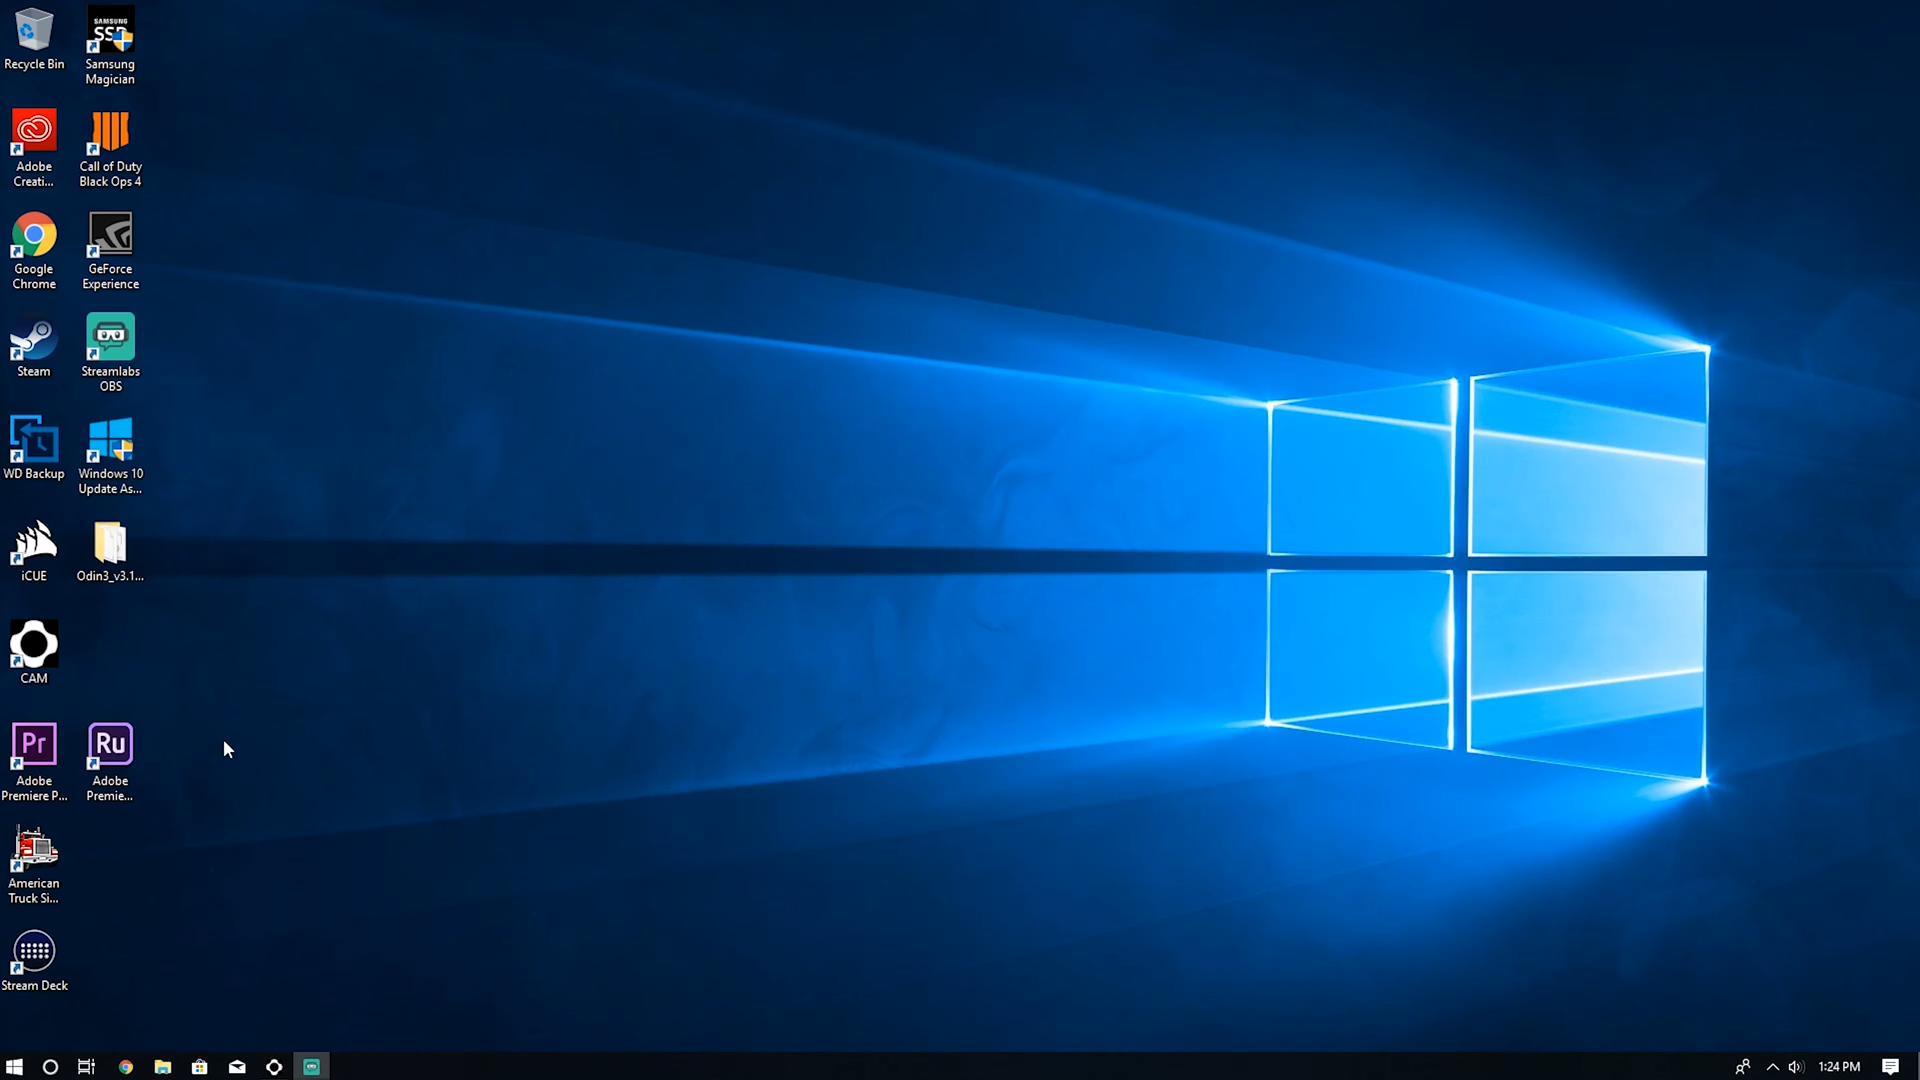 Recycle Bin
SAMSUNG
SSD
Samsung
Magician
Adobe
Creati...
Call of Duty
Black Ops 4
Google
Chrome
GeForce
Experience
Steam
Streamlabs
OBS
WD Backup
Windows 10
Update As...
iCUE
Odin3_v3.1...
CAM
Pr
Adobe
Premiere P...
Ru
Adobe
Premie...
American
Truck Si...
Stream Deck
1:24 PM